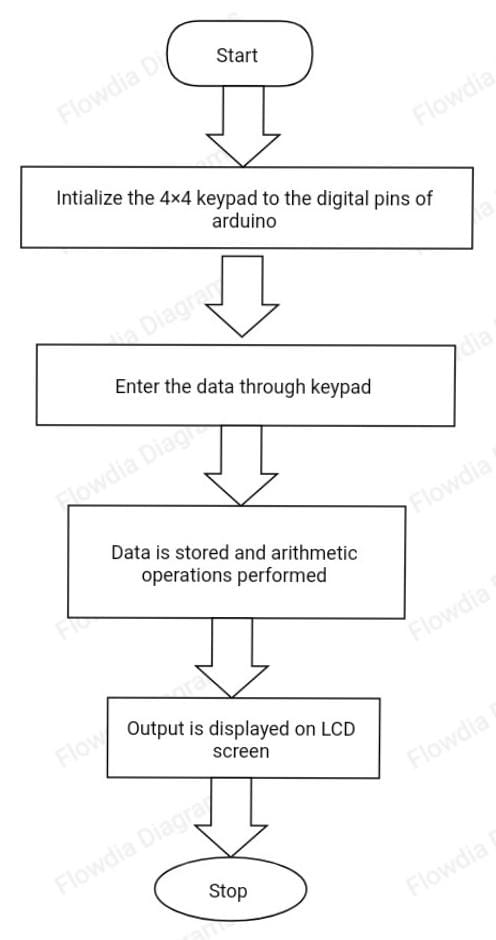 Start
Intialize the 4×4 keypad to the digital pins of
arduino
Enter the data through keypad
Data is stored and arithmetic
operations performed
Output is displayed on LCD
screen
Stop
Flowdia Diagrams